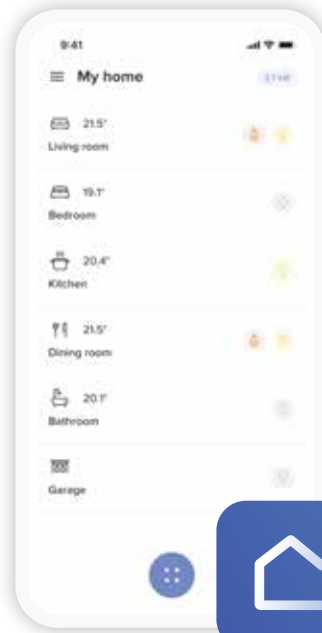 9:41
My home
21.5°
Living room
19.1°
Bedroom
20.4°
Kitchen
21.5°
Dining room
20.1°
Bathroom
Garage